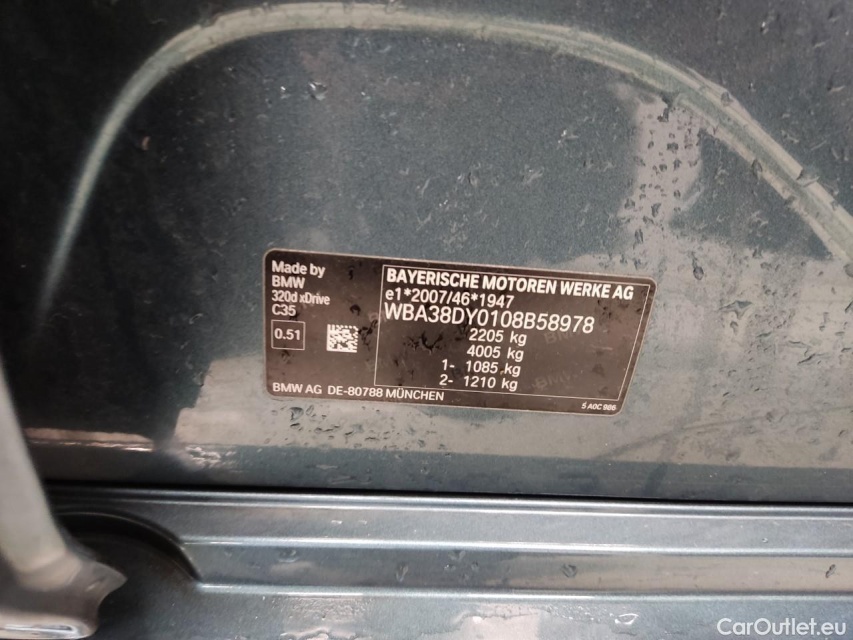 Made by
BMW
320d xDrive
C35
0.51
BAYERISCHE MOTOREN WERKE AG
e1*2007/46*1947
WBA38DY0108B58978
2205 kg
4005 kg
1- 1085 kg
2- 1210 kg
BMW AG DE-80788 MÜNCHEN
5 A0C 986
CarOutlet.eu